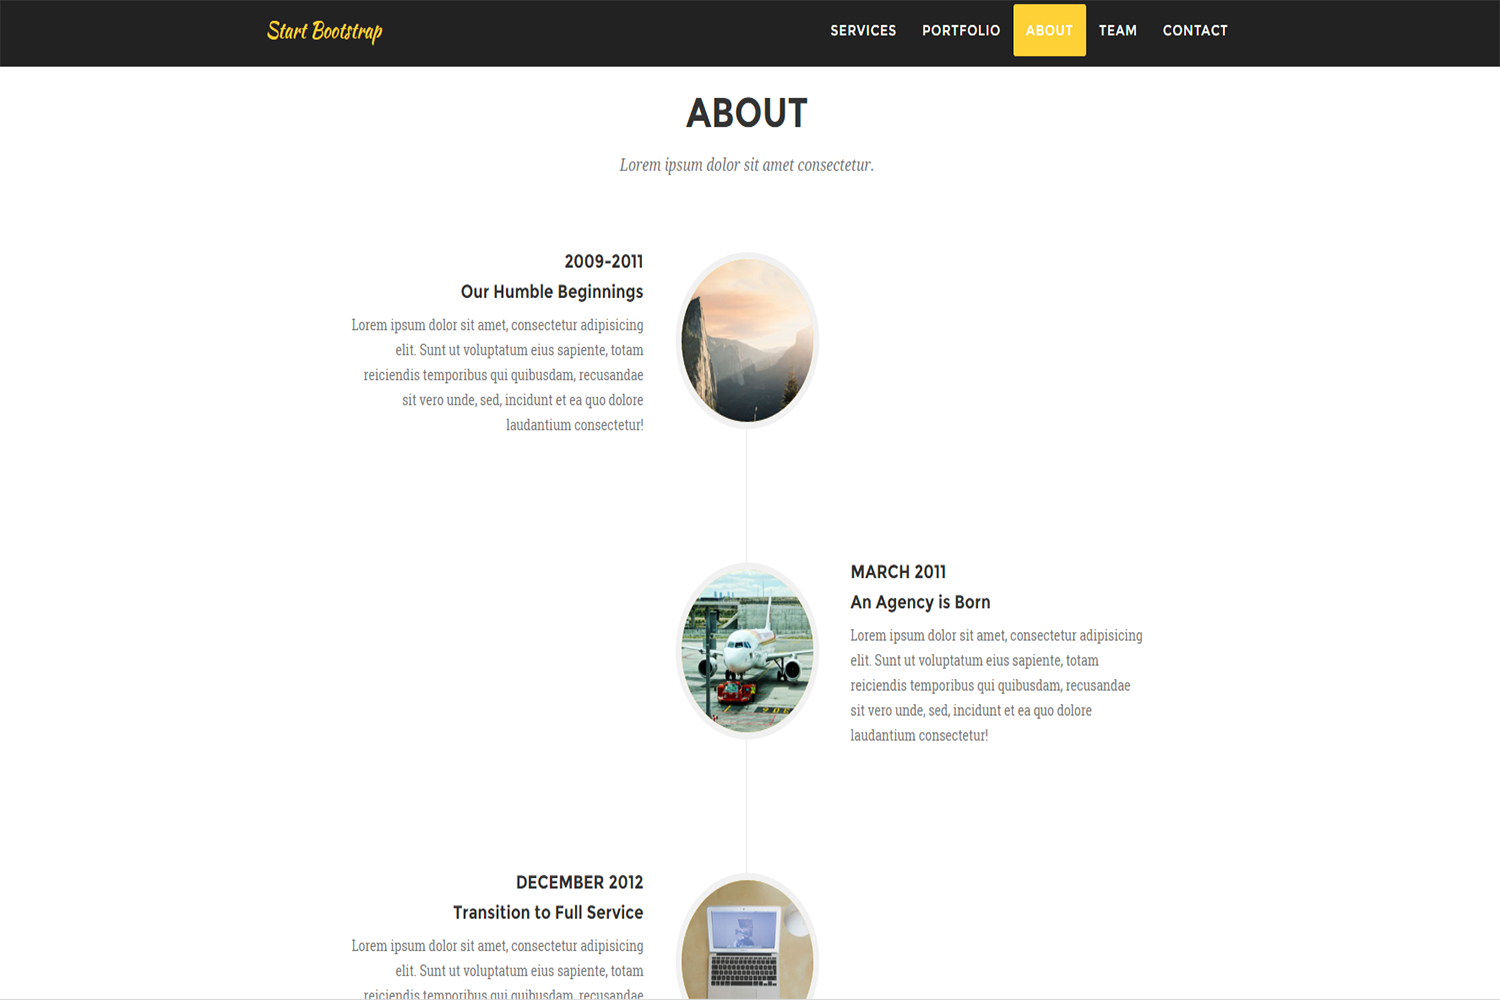 Start Bootstrap
SERVICES PORTFOLIO ABOUT TEAM CONTACT
ABOUT
Lorem ipsum dolor sit amet consectetur.
2009-2011
Our Humble Beginnings
Lorem ipsum dolor sit amet, consectetur adipisicing
elit. Sunt ut voluptatum eius sapiente, totam
reiciendis temporibus qui quibusdam, recusandae
sit vero unde, sed, incidunt et ea quo dolore
laudantium consectetur!
MARCH 2011
An Agency is Born
Lorem ipsum dolor sit amet, consectetur adipisicing
elit. Sunt ut voluptatum eius sapiente, totam
reiciendis temporibus qui quibusdam, recusandae
sit vero unde, sed, incidunt et ea quo dolore
laudantium consectetur!
DECEMBER 2012
Transition to Full Service
Lorem ipsum dolor sit amet, consectetur adipisicing
elit. Sunt ut voluptatum eius sapiente, totam
reiciendis temporibus qui quibusdam, recusandae